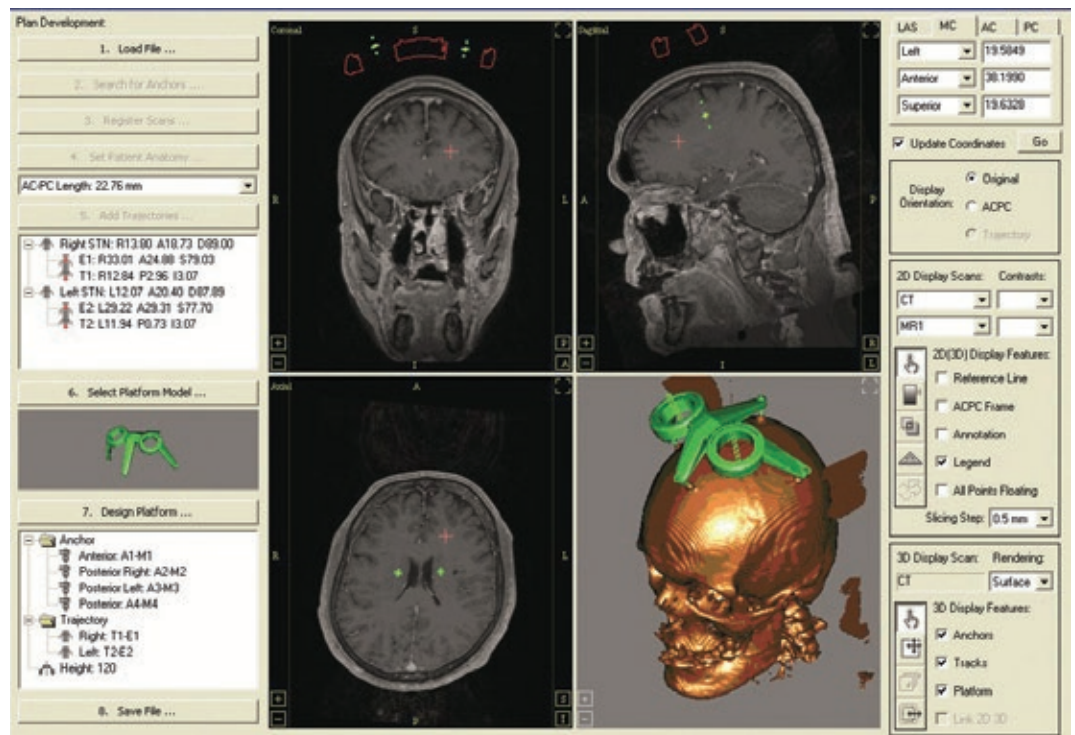 Plan Development:
1. Load File ...
2. Search for Anchors ...
3. Register Scans ...
4. Set Patient Anatomy ...
AC-PC Length: 22.76 mm
5. Add Trajectories ...
Right STN: R13.80 A18.73 D89.00
E1: R33.01 A24.88 S79.03
T1: R12.84 P2.96 I3.07
Left STN: L12.07 A20.40 D87.89
E2: L29.22 A29.31 S77.70
T2: L11.94 P0.73 I3.07
6. Select Platform Model ...
7. Design Platform ...
Anchor
Anterior: A1-M1
Posterior Right: A2-M2
Posterior Left: A3-M3
Posterior: A4-M4
Trajectory
Right: T1-E1
Left: T2-E2
Height: 120
8. Save File ...
Coronal
S
R
L
I
P
A
Sagittal
S
A
P
I
R
L
Axial
A
R
L
P
S
I
LAS MC AC PC
Left 19.5849
Anterior 38.1990
Superior 19.6328
Update Coordinates Go
Display Orientation:
Original
ACPC
Trajectory
2D Display Scans: Contrasts:
CT
MR1
2D(3D) Display Features:
Reference Line
ACPC Frame
Annotation
Legend
All Points Floating
Slicing Step: 0.5 mm
3D Display Scan: Rendering:
CT Surface
3D Display Features:
Anchors
Tracks
Platform
Link 2D 3D